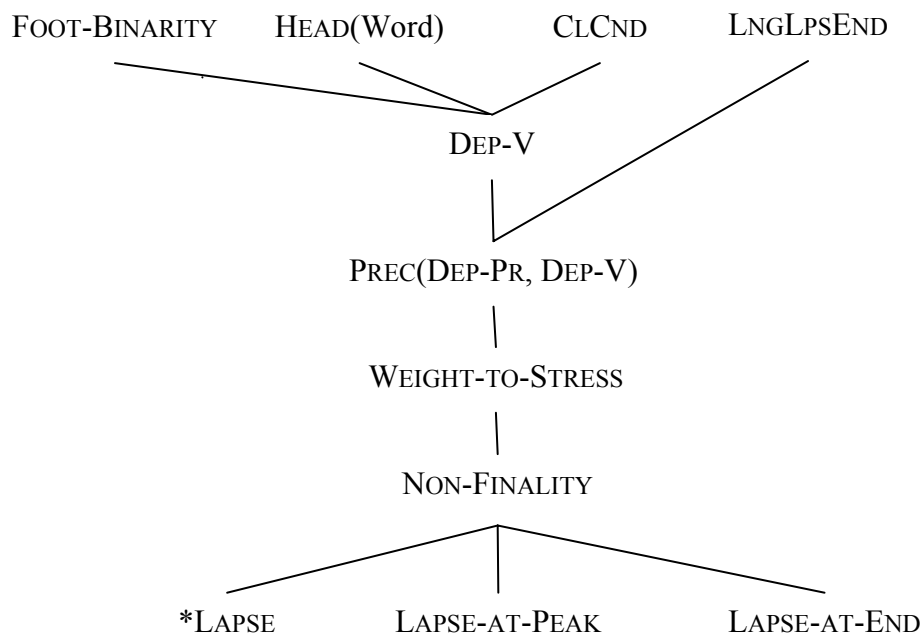 FOOT-BINARITY HEAD(Word) CLCND LNGLPSEND
DEP-V
PREC(DEP-PR, DEP-V)
WEIGHT-TO-STRESS
NON-FINALITY
*LAPSE LAPSE-AT-PEAK LAPSE-AT-END